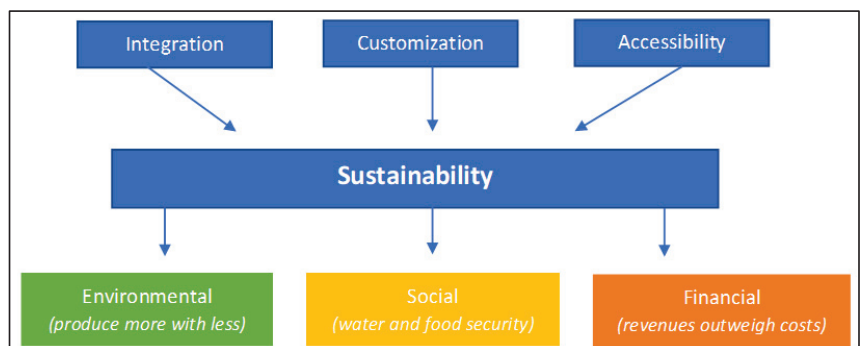 Integration
Customization
Accessibility
Sustainability
Environmental
(produce more with less)
Social
(water and food security)
Financial
(revenues outweigh costs)